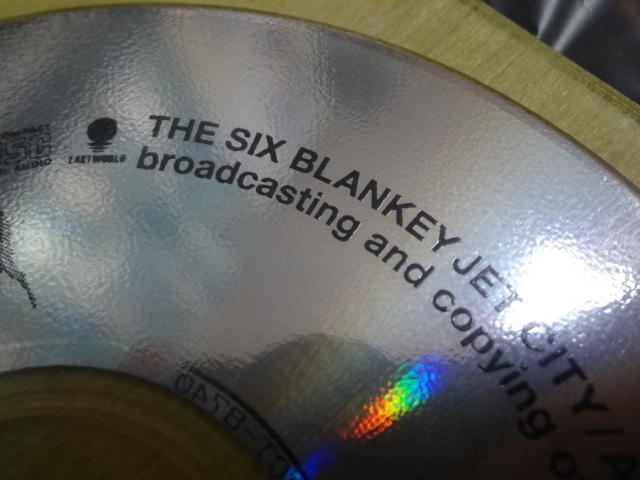 THE SIX BLANKEY JET CITY / A
broadcasting and copying o
EASTWORLD